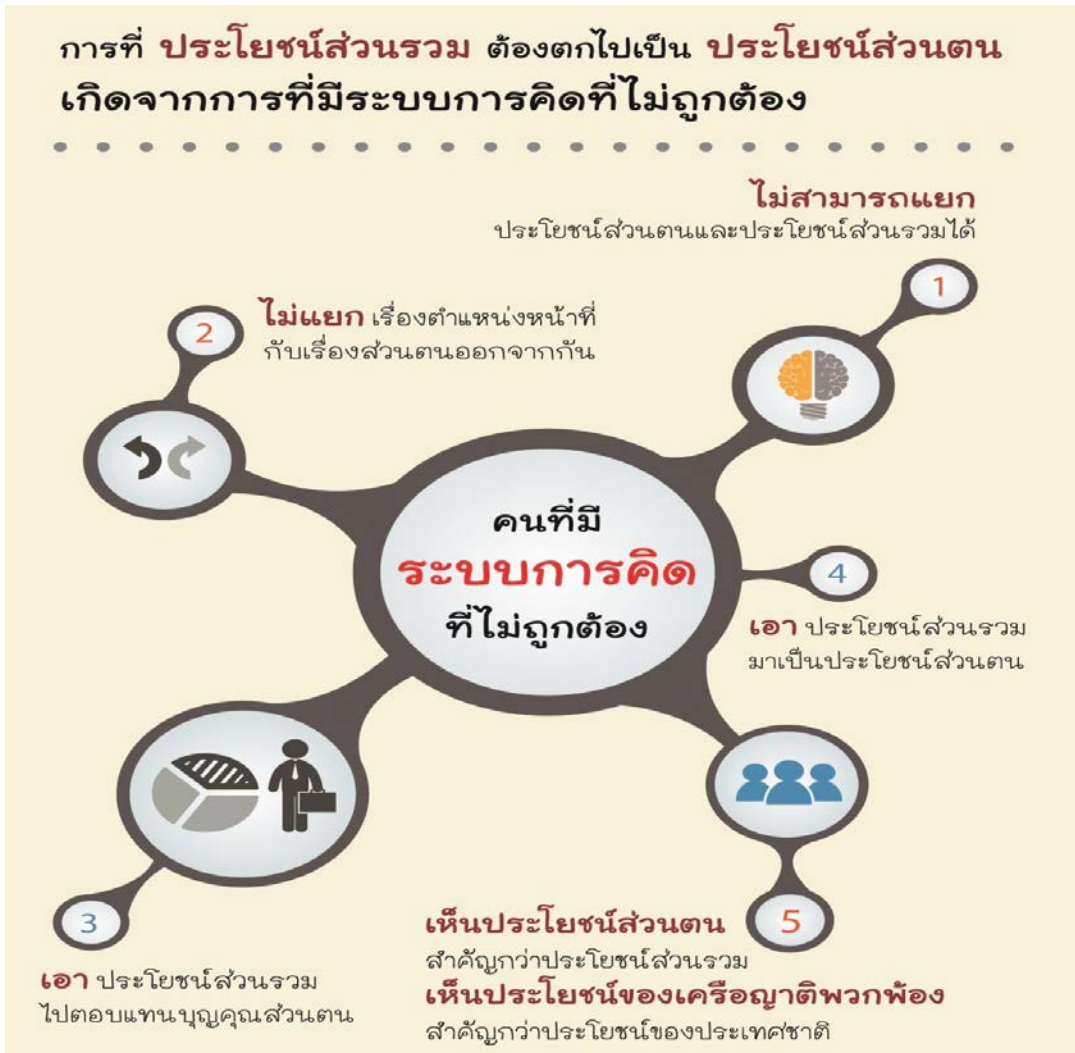 การที่ ประโยชน์ส่วนรวม ต้องตกไปเป็น ประโยชน์ส่วนตน
เกิดจากการที่มีระบบการคิดที่ไม่ถูกต้อง
ไม่สามารถแยก
ประโยชน์ส่วนตนและประโยชน์ส่วนรวมได้
1
2
ไม่แยก เรื่องตำแหน่งหน้าที่
กับเรื่องส่วนตนออกจากกัน
คนที่มี
ระบบการคิด
ที่ไม่ถูกต้อง
4
เอา ประโยชน์ส่วนรวม
มาเป็นประโยชน์ส่วนตน
3
เอา ประโยชน์ส่วนรวม
ไปตอบแทนบุญคุณส่วนตน
5
เห็นประโยชน์ส่วนตน
สำคัญกว่าประโยชน์ส่วนรวม
เห็นประโยชน์ของเครือญาติพวกพ้อง
สำคัญกว่าประโยชน์ของประเทศชาติ